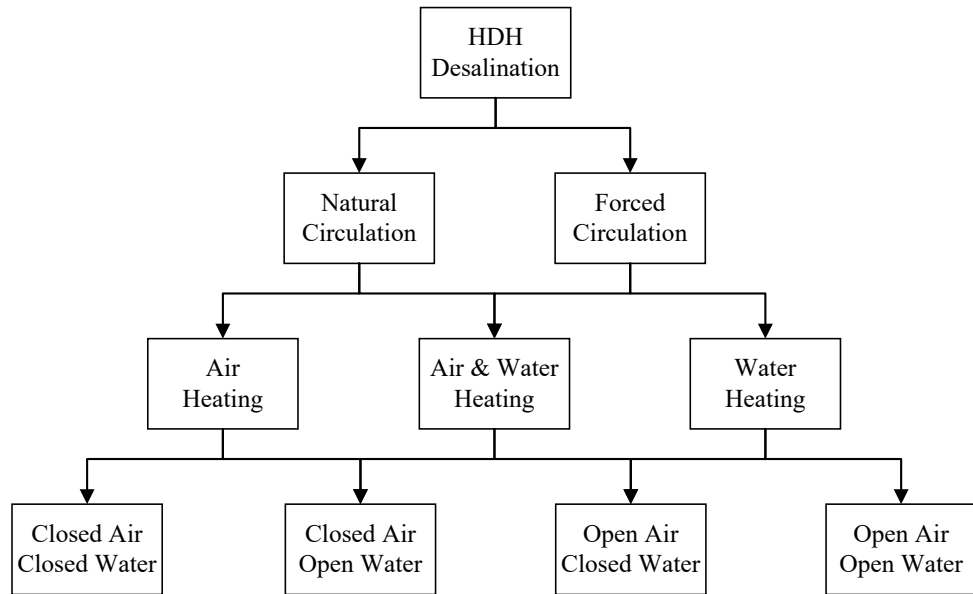 HDH
Desalination
Natural
Circulation
Forced
Circulation
Air
Heating
Air & Water
Heating
Water
Heating
Closed Air
Closed Water
Closed Air
Open Water
Open Air
Closed Water
Open Air
Open Water